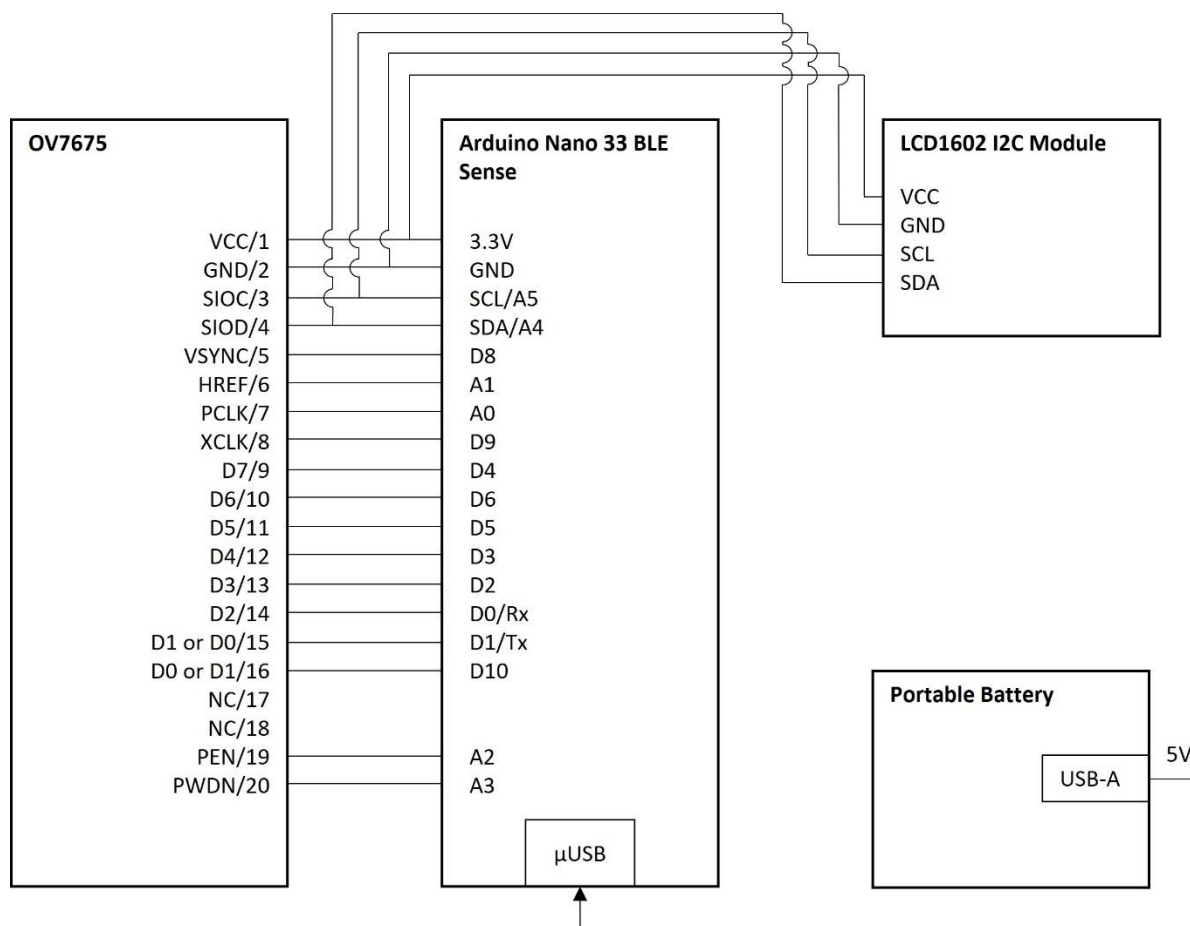 OV7675
VCC/1
GND/2
SIOC/3
SIOD/4
VSYNC/5
HREF/6
PCLK/7
XCLK/8
D7/9
D6/10
D5/11
D4/12
D3/13
D2/14
D1 or D0/15
D0 or D1/16
NC/17
NC/18
PEN/19
PWDN/20
Arduino Nano 33 BLE
Sense
3.3V
GND
SCL/A5
SDA/A4
D8
A1
A0
D9
D4
D6
D5
D3
D2
D0/Rx
D1/Tx
D10
A2
A3
µUSB
LCD1602 I2C Module
VCC
GND
SCL
SDA
Portable Battery
USB-A
5V